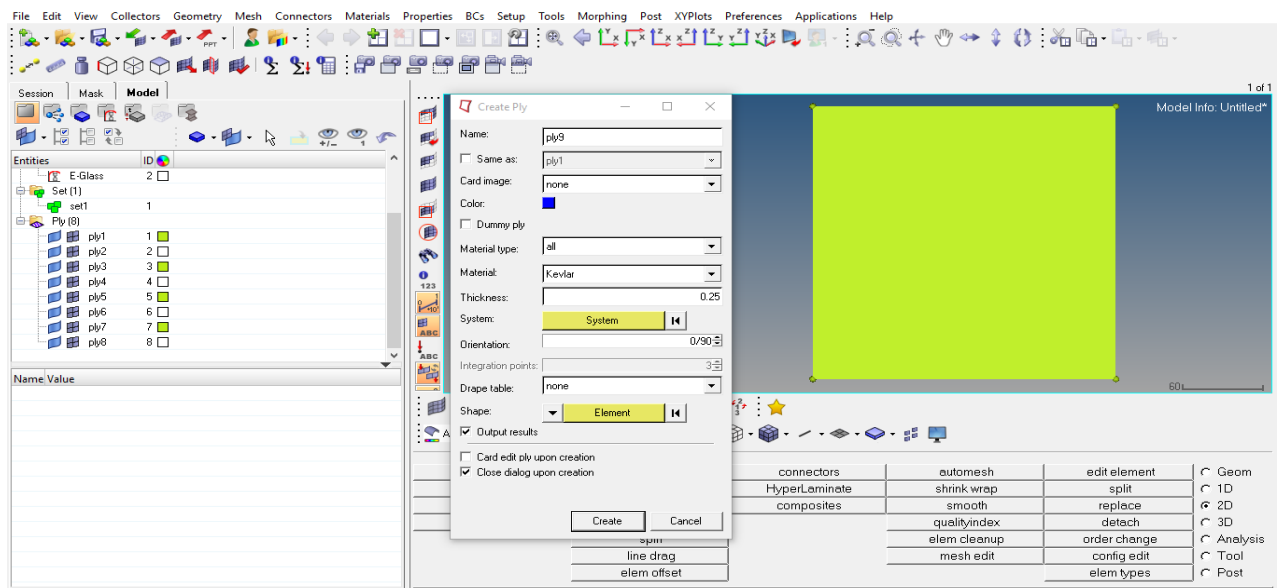 File Edit View Collectors Geometry Mesh Connectors Materials Properties BCs Setup Tools Morphing Post XYPlots Preferences Applications Help
Session Mask Model
Entities ID
E-Glass 2
Set (1)
set1 1
Ply (8)
ply1 1
ply2 2
ply3 3
ply4 4
ply5 5
ply6 6
ply7 7
ply8 8
Name Value
1 of 1
Model Info: Untitled*
60
Create Ply
Name: ply9
Same as: ply1
Card image: none
Color:
Dummy ply
Material type: all
Material: Kevlar
Thickness: 0.25
System: System
Orientation: 0/90
Integration points: 3
Drape table: none
Shape: Element
Output results
Card edit ply upon creation
Close dialog upon creation
Create Cancel
connectors automesh edit element Geom
HyperLaminate shrink wrap split 1D
composites smooth replace 2D
qualityindex detach 3D
spin elem cleanup order change Analysis
line drag mesh edit config edit Tool
elem offset elem types Post